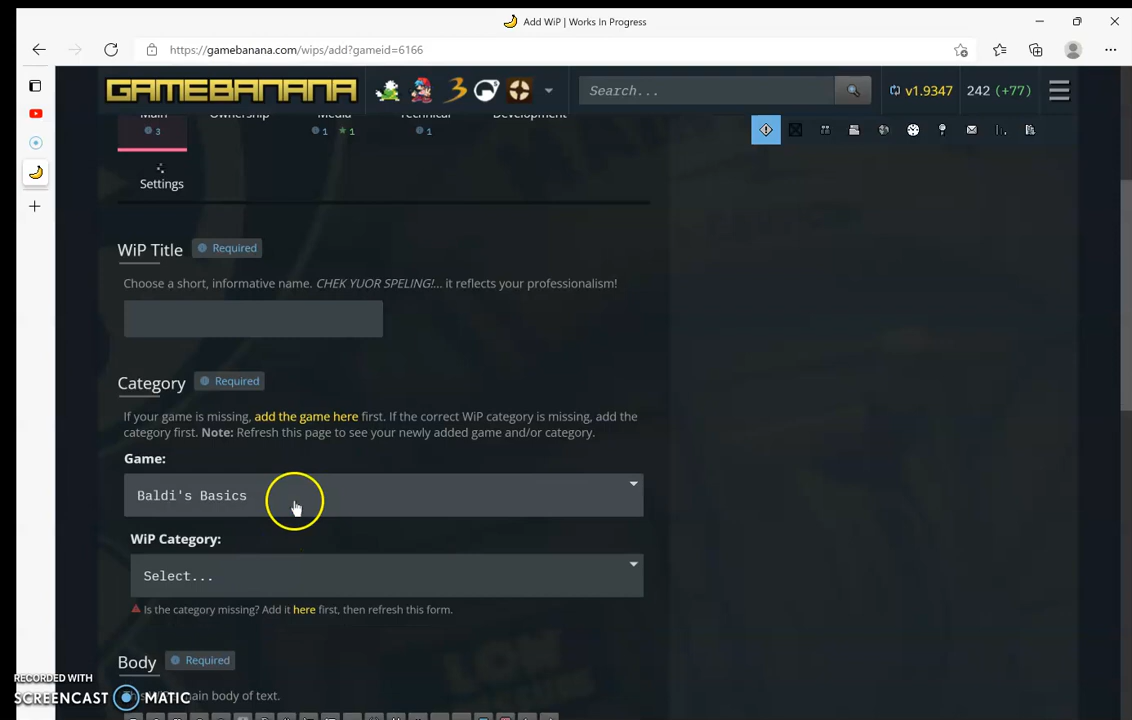 Add WiP | Works In Progress
https://gamebanana.com/wips/add?gameid=6166
GAMEBANANA
Search...
v1.9347
242 (+77)
Main
Ownership
Media
Technical
Development
3
1
1
1
Settings
WiP Title
Required
Choose a short, informative name. CHEK YUOR SPELING!... it reflects your professionalism!
Category
Required
If your game is missing, add the game here first. If the correct WiP category is missing, add the
category first. Note: Refresh this page to see your newly added game and/or category.
Game:
Baldi's Basics
WiP Category:
Select...
Is the category missing? Add it here first, then refresh this form.
Body
Required
main body of text.
RECORDED WITH
SCREENCAST MATIC